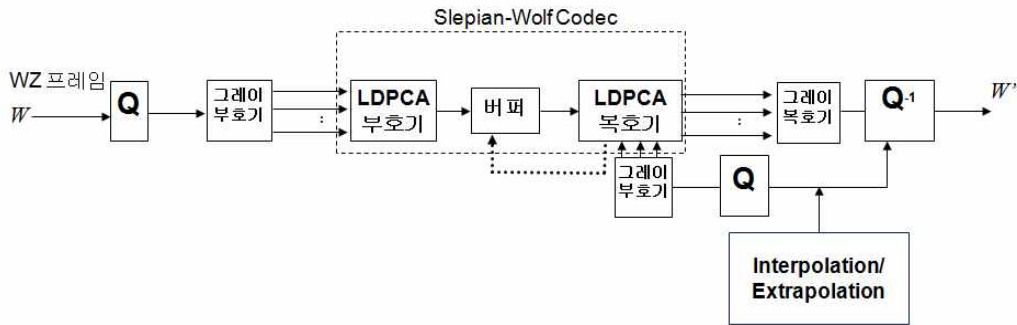 Slepian-Wolf Codec
WZ 프레임
W
Q
그레이
부호기
:
LDPCA
부호기
버퍼
LDPCA
복호기
:
그레이
복호기
Q-1
W'
그레이
부호기
Q
Interpolation/
Extrapolation